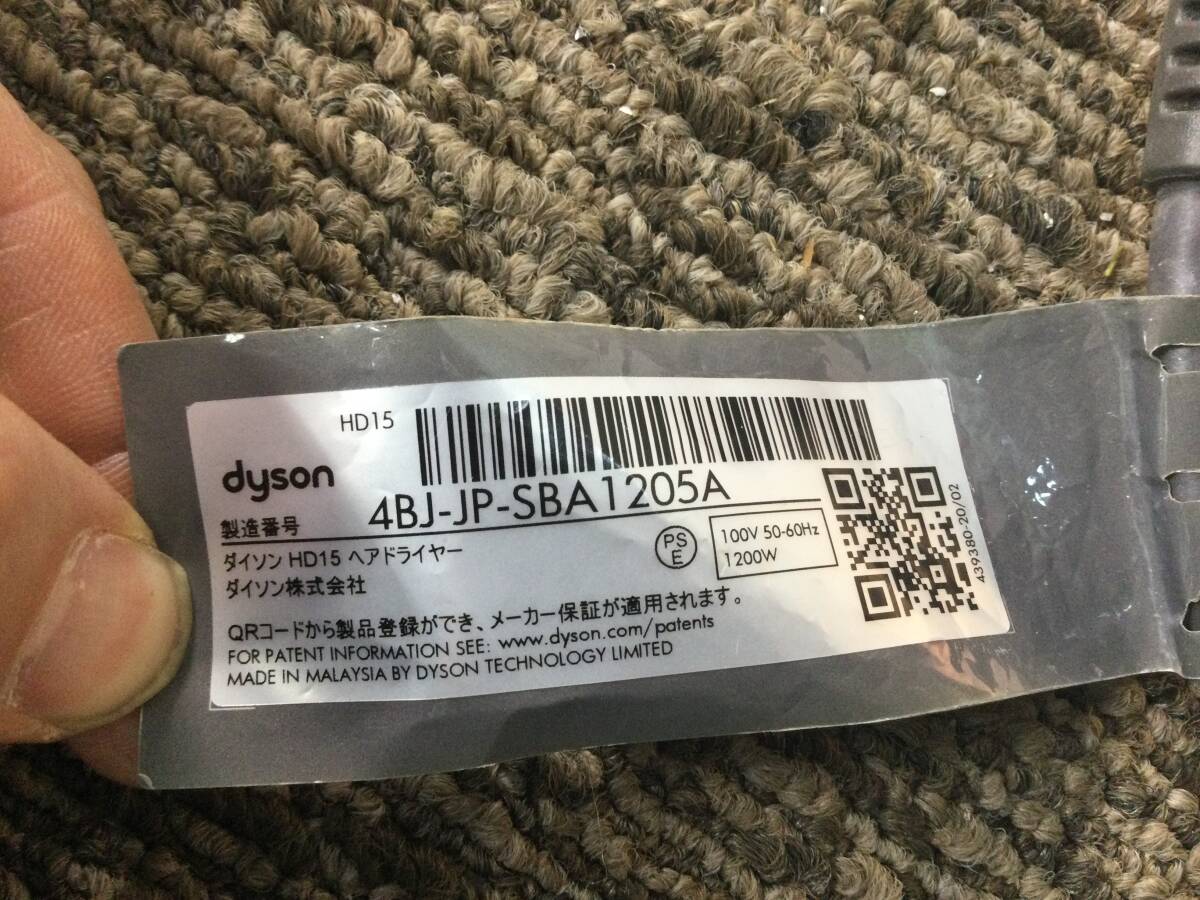 HD15
dyson
製造番号 4BJ-JP-SBA1205A
ダイソン HD15 ヘアドライヤー
ダイソン株式会社
PS
E
100V 50-60Hz
1200W
QRコードから製品登録ができ、メーカー保証が適用されます。
FOR PATENT INFORMATION SEE: www.dyson.com/patents
MADE IN MALAYSIA BY DYSON TECHNOLOGY LIMITED
439380-20/02